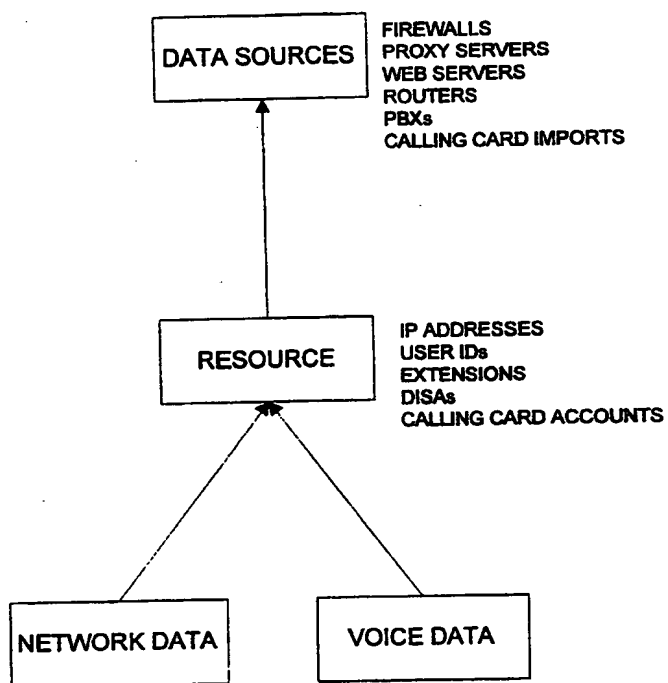 DATA SOURCES
FIREWALLS
PROXY SERVERS
WEB SERVERS
ROUTERS
PBXs
CALLING CARD IMPORTS
RESOURCE
IP ADDRESSES
USER IDs
EXTENSIONS
DISAs
CALLING CARD ACCOUNTS
NETWORK DATA
VOICE DATA